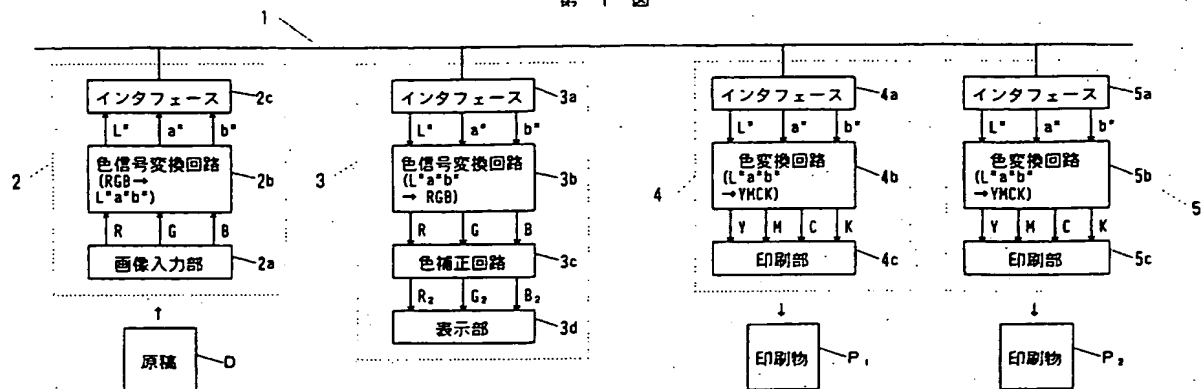 第 1 図
1
インタフェース 2c
L* a* b*
色信号変換回路
(RGB→
L*a*b*)
2b
2
R G B
画像入力部 2a
↑
原稿 D
インタフェース 3a
L* a* b*
色信号変換回路
(L*a*b*
→ RGB)
3b
3
R G B
色補正回路 3c
R₂ G₂ B₂
表示部 3d
インタフェース 4a
L* a* b*
色変換回路
(L*a*b*
→YMCK)
4b
4
Y M C K
印刷部 4c
↓
印刷物 P₁
インタフェース 5a
L* a* b*
色変換回路
(L*a*b*
→YMCK)
5b
5
Y M C K
印刷部 5c
↓
印刷物 P₂